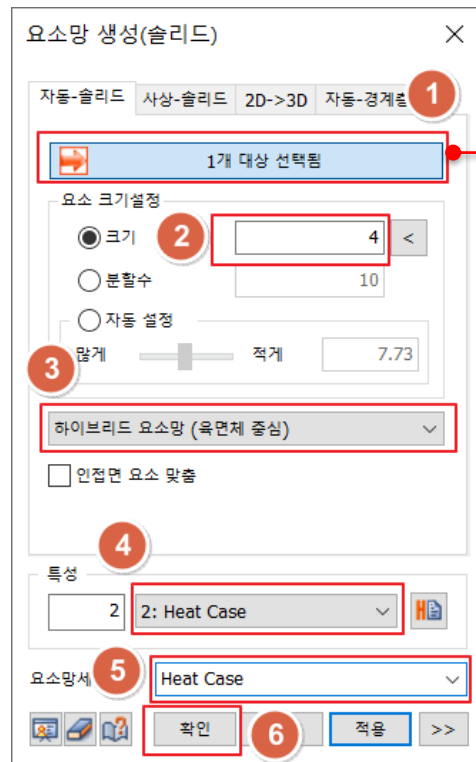 요소망 생성(솔리드)
자동-솔리드 사상-솔리드 2D->3D 자동-경계
1
1개 대상 선택됨
요소 크기설정
크기 2 4 <
분할수 10
자동 설정
많게 적게 7.73
3
하이브리드 요소망 (육면체 중심)
인접면 요소 맞춤
4
특성
2 2: Heat Case
요소망세 5 Heat Case
확인 6 적용 >>